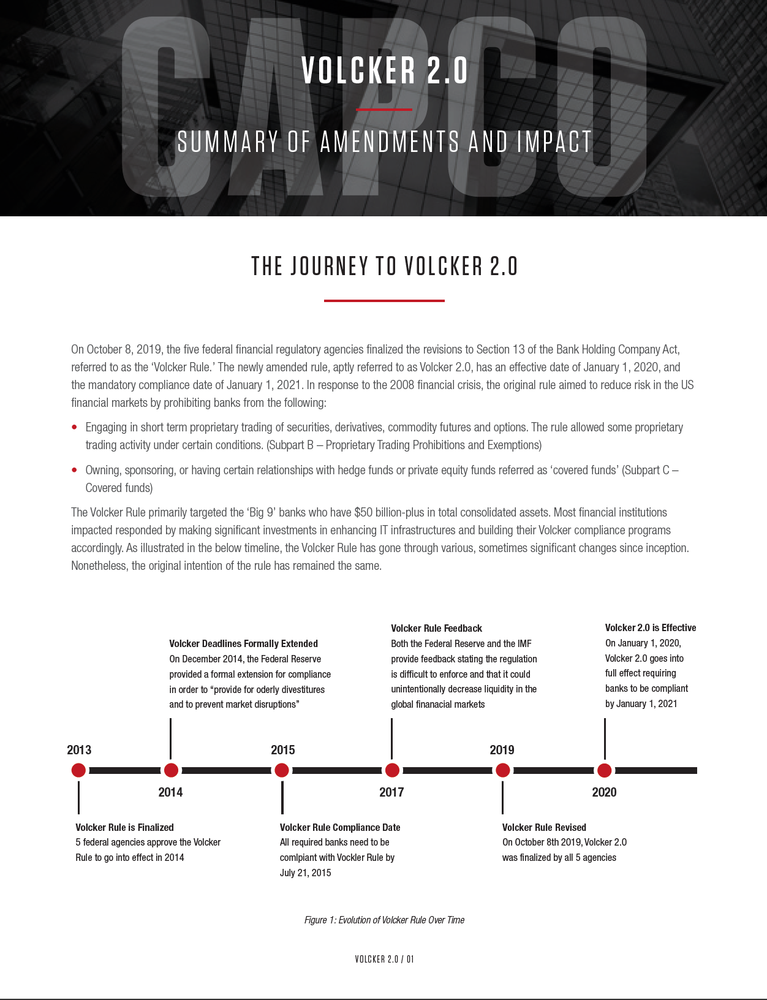 CAPCO
VOLCKER 2.0
SUMMARY OF AMENDMENTS AND IMPACT
THE JOURNEY TO VOLCKER 2.0
On October 8, 2019, the five federal financial regulatory agencies finalized the revisions to Section 13 of the Bank Holding Company Act,
referred to as the ‘Volcker Rule.’ The newly amended rule, aptly referred to as Volcker 2.0, has an effective date of January 1, 2020, and
the mandatory compliance date of January 1, 2021. In response to the 2008 financial crisis, the original rule aimed to reduce risk in the US
financial markets by prohibiting banks from the following:
• Engaging in short term proprietary trading of securities, derivatives, commodity futures and options. The rule allowed some proprietary
trading activity under certain conditions. (Subpart B – Proprietary Trading Prohibitions and Exemptions)
• Owning, sponsoring, or having certain relationships with hedge funds or private equity funds referred as ‘covered funds’ (Subpart C –
Covered funds)
The Volcker Rule primarily targeted the ‘Big 9’ banks who have $50 billion-plus in total consolidated assets. Most financial institutions
impacted responded by making significant investments in enhancing IT infrastructures and building their Volcker compliance programs
accordingly. As illustrated in the below timeline, the Volcker Rule has gone through various, sometimes significant changes since inception.
Nonetheless, the original intention of the rule has remained the same.
2013
Volcker Rule is Finalized
5 federal agencies approve the Volcker
Rule to go into effect in 2014
Volcker Deadlines Formally Extended
On December 2014, the Federal Reserve
provided a formal extension for compliance
in order to “provide for oderly divestitures
and to prevent market disruptions”
2014
2015
Volcker Rule Compliance Date
All required banks need to be
comlpiant with Vockler Rule by
July 21, 2015
Volcker Rule Feedback
Both the Federal Reserve and the IMF
provide feedback stating the regulation
is difficult to enforce and that it could
unintentionally decrease liquidity in the
global finanacial markets
2017
2019
Volcker Rule Revised
On October 8th 2019, Volcker 2.0
was finalized by all 5 agencies
Volcker 2.0 is Effective
On January 1, 2020,
Volcker 2.0 goes into
full effect requiring
banks to be compliant
by January 1, 2021
2020
Figure 1: Evolution of Volcker Rule Over Time
VOLCKER 2.0 / 01